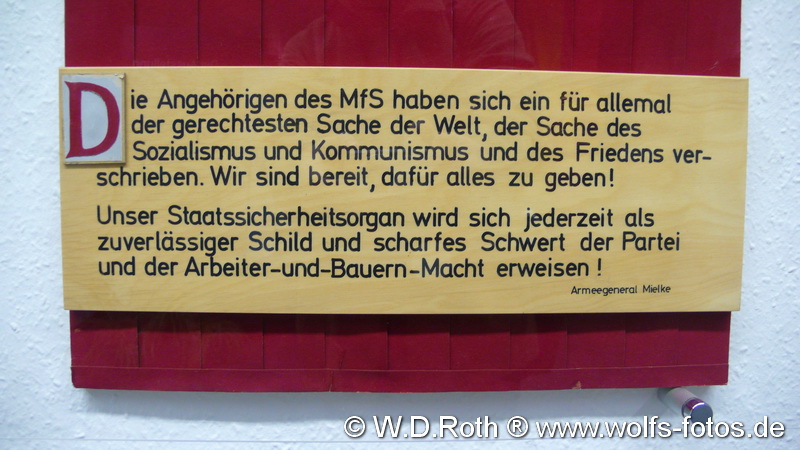 Die Angehörigen des MfS haben sich ein für allemal
der gerechtesten Sache der Welt, der Sache des
Sozialismus und Kommunismus und des Friedens ver-
schrieben. Wir sind bereit, dafür alles zu geben!
Unser Staatssicherheitsorgan wird sich jederzeit als
zuverlässiger Schild und scharfes Schwert der Partei
und der Arbeiter-und-Bauern-Macht erweisen!
Armeegeneral Mielke
© W.D.Roth ® www.wolfs-fotos.de